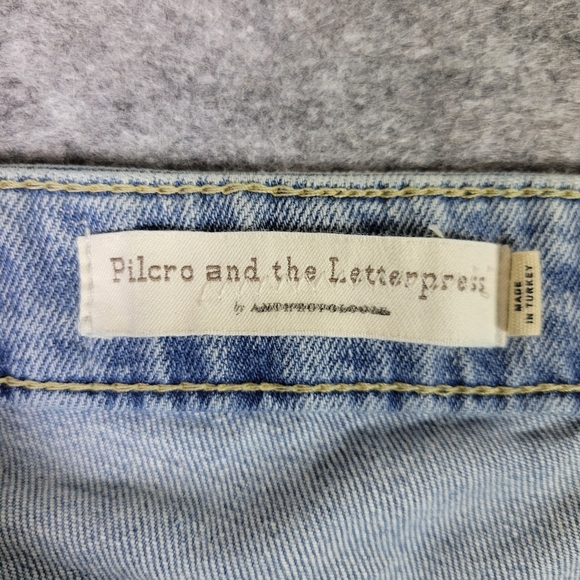 Pilcro and the Letterpress
by ANTHROPOLOGIE
MADE
IN TURKEY